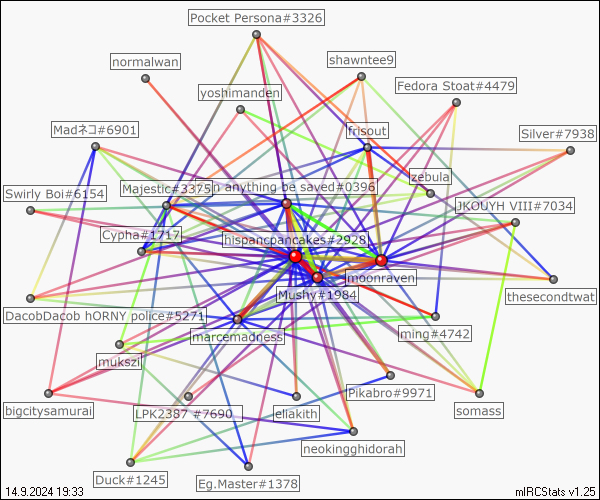 Pocket Persona#3326
normalwan
shawntee9
Fedora Stoat#4479
yoshimanden
frisout
Silver#7938
Madネコ#6901
zebula
Swirly Boi#6154
Majestic#3375
n anything be saved#0396
JKOUYH VIII#7034
Cypha#1717
hispancpancakes#2928
moonraven
Mushy#1984
thesecondtwat
DacobDacob hORNY police#5271
marcemadness
ming#4742
mukszi
Pikabro#9971
bigcitysamurai
LPK2387 #7690
eliakith
somass
neokingghidorah
Duck#1245
Eg.Master#1378
14.9.2024 19:33
mIRCStats v1.25